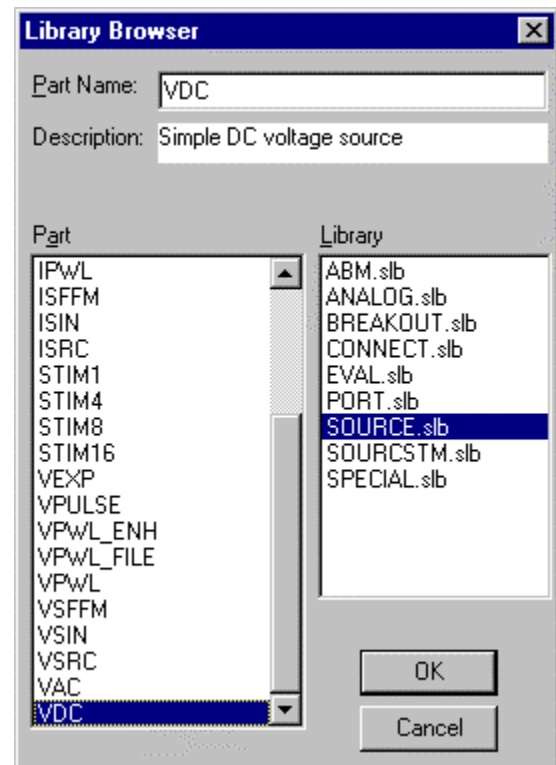 Library Browser
Part Name: VDC
Description: Simple DC voltage source
Part
IPWL
ISFFM
ISIN
ISRC
STIM1
STIM4
STIM8
STIM16
VEXP
VPULSE
VPWL_ENH
VPWL_FILE
VPWL
VSFFM
VSIN
VSRC
VAC
VDC
Library
ABM.slb
ANALOG.slb
BREAKOUT.slb
CONNECT.slb
EVAL.slb
PORT.slb
SOURCE.slb
SOURCSTM.slb
SPECIAL.slb
OK
Cancel